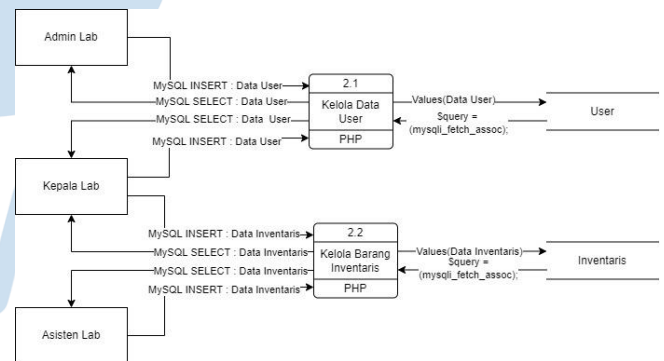 Admin Lab
MySQL INSERT : Data User
MySQL SELECT : Data User
MySQL SELECT : Data User
MySQL INSERT : Data User
2.1
Kelola Data
User
PHP
Values(Data User)
$query =
(mysqli_fetch_assoc);
User
Kepala Lab
MySQL INSERT : Data Inventaris
MySQL SELECT : Data Inventaris
MySQL SELECT : Data Inventaris
MySQL INSERT : Data Inventaris
2.2
Kelola Barang
Inventaris
PHP
Values(Data Inventaris)
$query =
(mysqli_fetch_assoc);
Inventaris
Asisten Lab